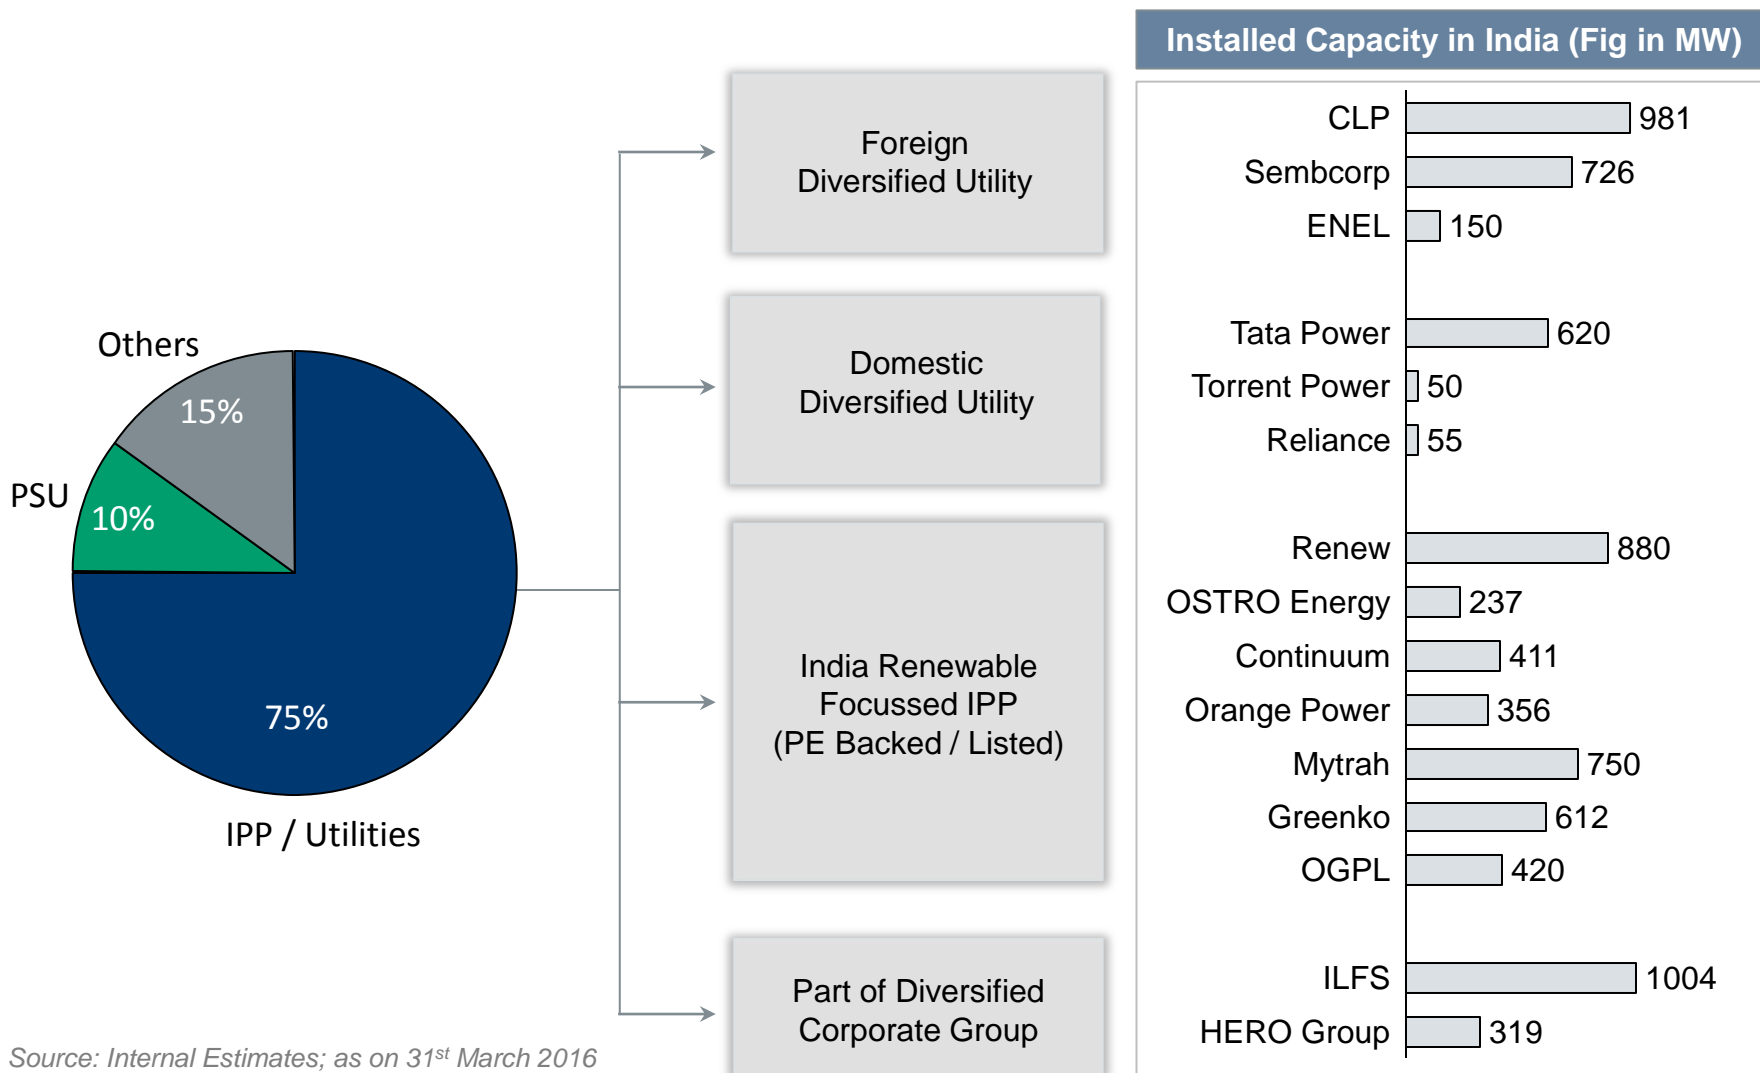 Installed Capacity in India (Fig in MW)
Others
15%
PSU
10%
75%
IPP / Utilities
Foreign
Diversified Utility
Domestic
Diversified Utility
India Renewable
Focussed IPP
(PE Backed / Listed)
Part of Diversified
Corporate Group
CLP 981
Sembcorp 726
ENEL 150
Tata Power 620
Torrent Power 50
Reliance 55
Renew 880
OSTRO Energy 237
Continuum 411
Orange Power 356
Mytrah 750
Greenko 612
OGPL 420
ILFS 1004
HERO Group 319
Source: Internal Estimates; as on 31st March 2016